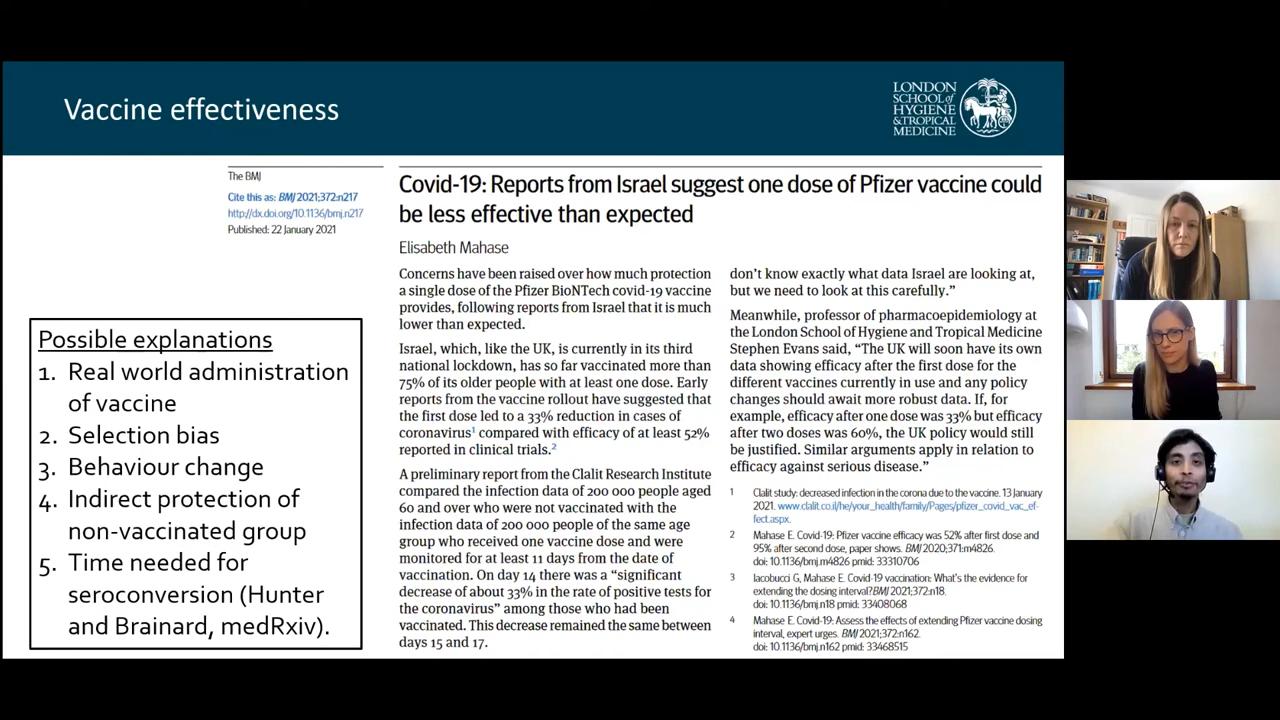 Vaccine effectiveness
LONDON
SCHOOL of
HYGIENE
& TROPICAL
MEDICINE
The BMJ
Cite this as: BMJ 2021;372:n217
http://dx.doi.org/10.1136/bmj.n217
Published: 22 January 2021
Possible explanations
1. Real world administration
of vaccine
2. Selection bias
3. Behaviour change
4. Indirect protection of
non-vaccinated group
5. Time needed for
seroconversion (Hunter
and Brainard, medRxiv).
Covid-19: Reports from Israel suggest one dose of Pfizer vaccine could
be less effective than expected
Elisabeth Mahase
Concerns have been raised over how much protection
a single dose of the Pfizer BioNTech covid-19 vaccine
provides, following reports from Israel that it is much
lower than expected.
Israel, which, like the UK, is currently in its third
national lockdown, has so far vaccinated more than
75% of its older people with at least one dose. Early
reports from the vaccine rollout have suggested that
the first dose led to a 33% reduction in cases of
coronavirus1 compared with efficacy of at least 52%
reported in clinical trials.2
A preliminary report from the Clalit Research Institute
compared the infection data of 200 000 people aged
60 and over who were not vaccinated with the
infection data of 200 000 people of the same age
group who received one vaccine dose and were
monitored for at least 11 days from the date of
vaccination. On day 14 there was a “significant
decrease of about 33% in the rate of positive tests for
the coronavirus” among those who had been
vaccinated. This decrease remained the same between
days 15 and 17.
don’t know exactly what data Israel are looking at,
but we need to look at this carefully.”
Meanwhile, professor of pharmacoepidemiology at
the London School of Hygiene and Tropical Medicine
Stephen Evans said, “The UK will soon have its own
data showing efficacy after the first dose for the
different vaccines currently in use and any policy
changes should await more robust data. If, for
example, efficacy after one dose was 33% but efficacy
after two doses was 60%, the UK policy would still
be justified. Similar arguments apply in relation to
efficacy against serious disease.”
1 Clalit study: decreased infection in the corona due to the vaccine. 13 January
2021. www.clalit.co.il/he/your_health/family/Pages/pfizer_covid_vac_ef-
fect.aspx.
2 Mahase E. Covid-19: Pfizer vaccine efficacy was 52% after first dose and
95% after second dose, paper shows. BMJ 2020;371:m4826.
doi: 10.1136/bmj.m4826 pmid: 33310706
3 Iacobucci G, Mahase E. Covid-19 vaccination: What’s the evidence for
extending the dosing interval?BMJ 2021;372:n18.
doi: 10.1136/bmj.n18 pmid: 33408068
4 Mahase E. Covid-19: Assess the effects of extending Pfizer vaccine dosing
interval, expert urges. BMJ 2021;372:n162.
doi: 10.1136/bmj.n162 pmid: 33468515